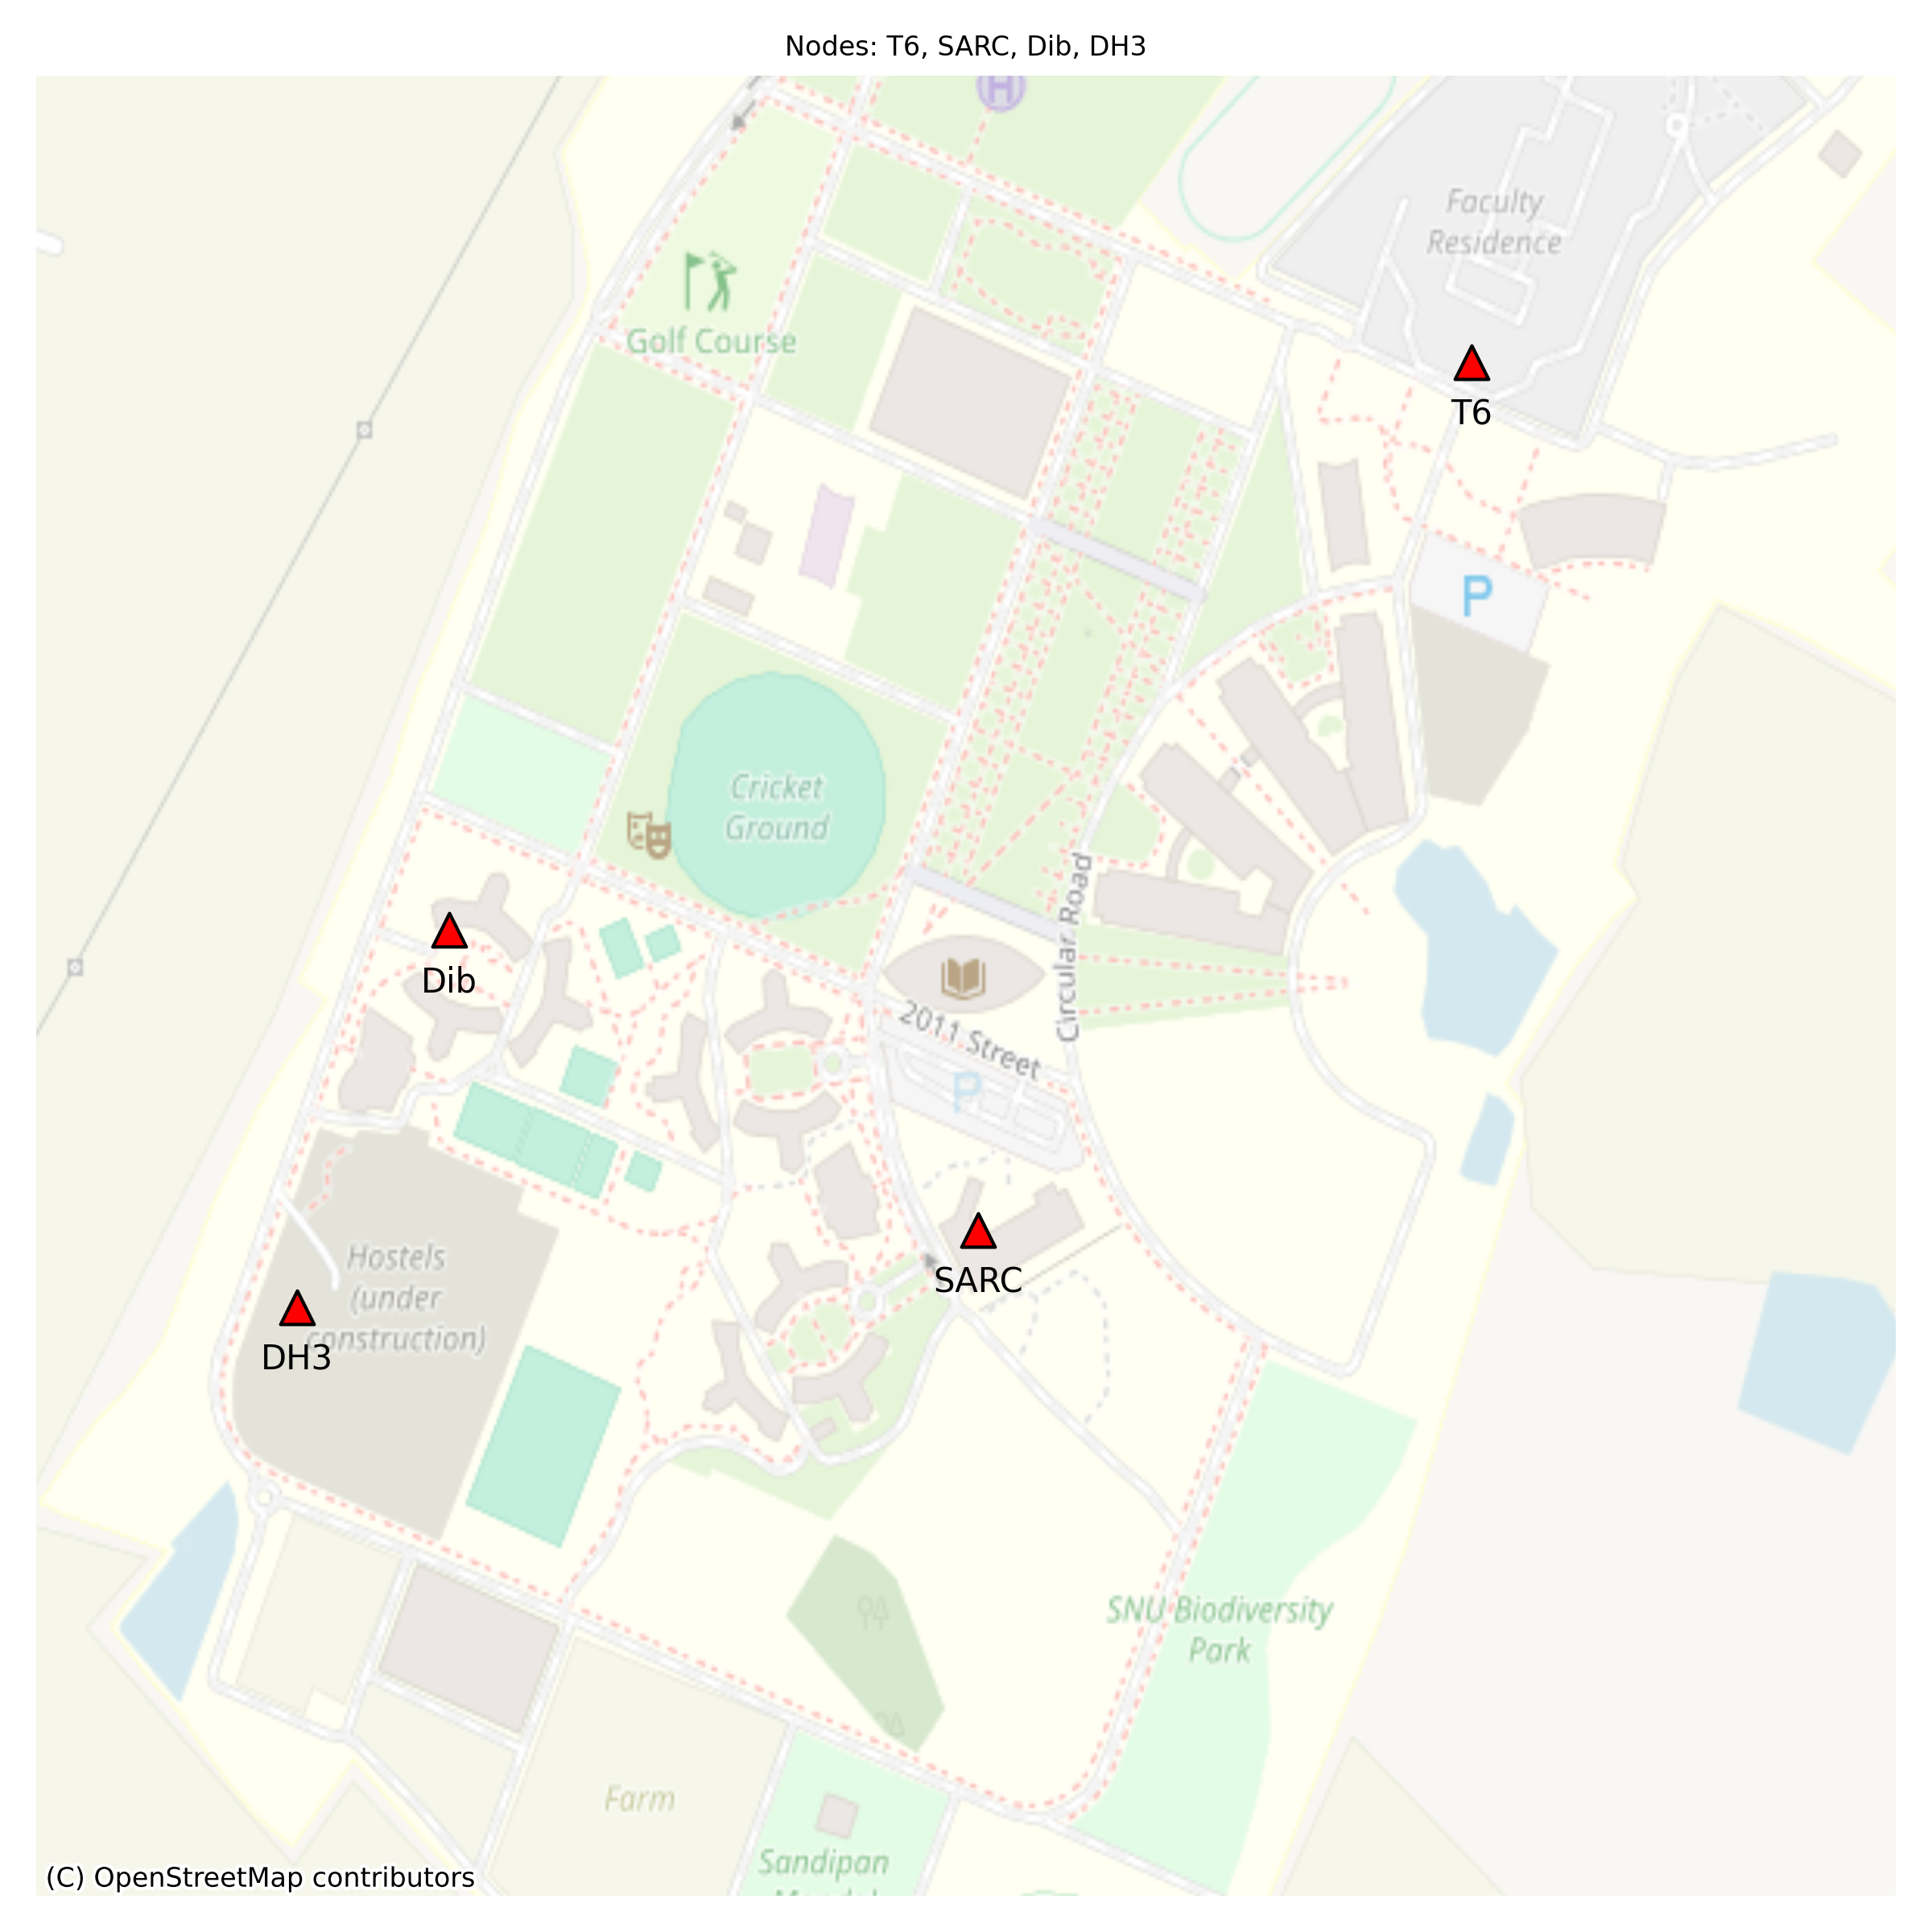 Nodes: T6, SARC, Dib, DH3
H
Faculty
Residence
Golf Course
T6
P
Cricket
Ground
Circular Road
Dib
2011 Street
P
SARC
Hostels
(under
construction)
DH3
SNU Biodiversity
Park
Farm
Sandipan
(C) OpenStreetMap contributors